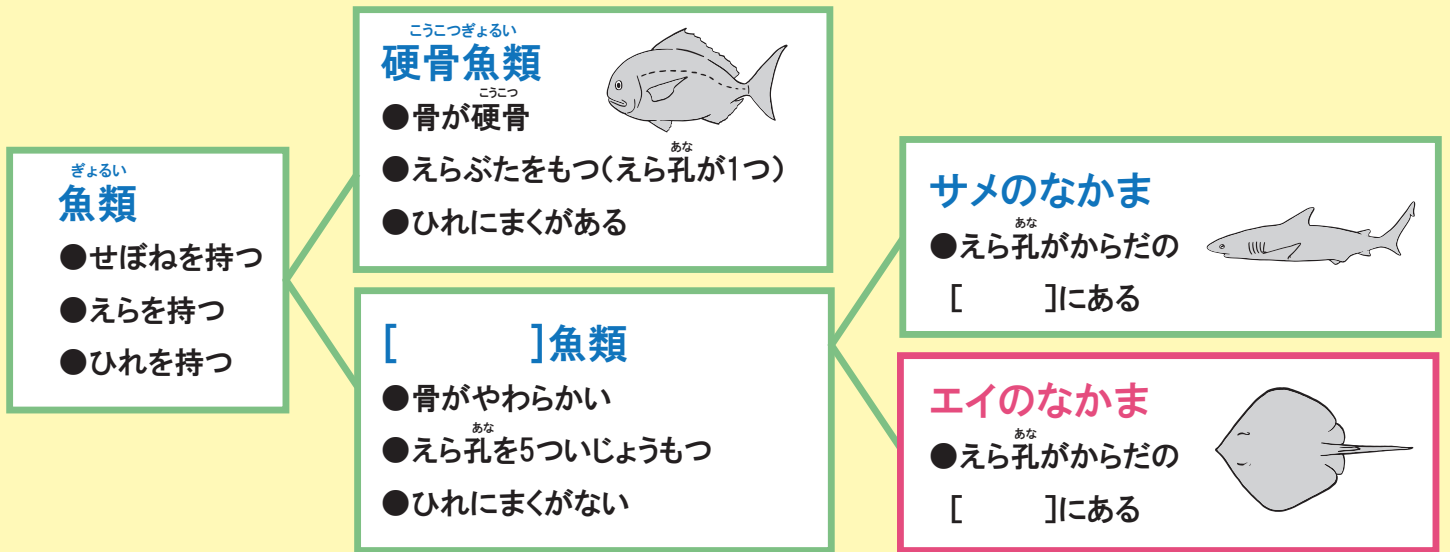 ぎょるい
魚類
●せぼねを持つ
●えらを持つ
●ひれを持つ
こうこつぎょるい
硬骨魚類
こうこつ
●骨が硬骨
あな
●えらぶたをもつ(えら孔が1つ)
●ひれにまくがある
[　　　]魚類
●骨がやわらかい
あな
●えら孔を5ついじょうもつ
●ひれにまくがない
サメのなかま
あな
●えら孔がからだの
[　　　]にある
エイのなかま
あな
●えら孔がからだの
[　　　]にある